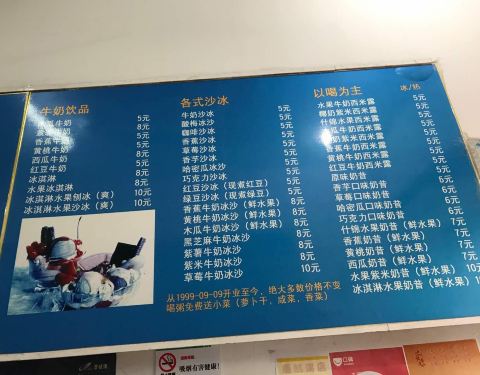 牛奶饮品
瓜牛奶 5元
牛奶 8元
香蕉牛奶 5元
黄桃牛奶 8元
西瓜牛奶 8元
红豆牛奶 8元
冰淇淋 5元
水果冰淇淋 8元
冰淇淋水果刨冰（爽） 10元
冰淇淋水果沙冰（爽） 10元
各式沙冰
牛奶沙冰 5元
酸梅冰沙 5元
咖啡沙冰 5元
香蕉沙冰 5元
草莓沙冰 5元
香芋沙冰 5元
哈密瓜冰沙 5元
巧克力沙冰 5元
红豆沙冰（现煮红豆） 5元
绿豆沙冰（现煮绿豆） 5元
香蕉牛奶沙冰（鲜水果） 8元
黄桃牛奶沙冰（鲜水果） 8元
木瓜牛奶沙冰（鲜水果） 8元
黑芝麻牛奶沙冰 8元
紫薯牛奶冰沙 8元
紫米牛奶冰沙 8元
草莓牛奶冰沙 10元
以喝为主 冰/热
水果牛奶西米露 5元
椰奶紫米西米露 5元
什锦水果西米露 5元
木瓜牛奶西米露 5元
紫薯牛奶西米露 5元
香蕉牛奶西米露 5元
黄桃牛奶西米露 5元
红豆牛奶西米露 5元
原味奶昔 5元
香芋口味奶昔 5元
草莓口味奶昔 5元
哈密瓜口味奶昔 5元
巧克力口味奶昔 5元
什锦水果奶昔（鲜水果） 7元
香蕉奶昔（鲜水果） 7元
黄桃奶昔（鲜水果） 7元
西瓜奶昔（鲜水果） 7元
水果紫米奶昔（鲜水果） 10元
冰淇淋水果奶昔（鲜水果） 10
从1999-09-09开业至今、绝大多数价格不变
喝粥免费送小菜（萝卜干，咸菜，香菜）
吸烟有害健康！
口碑